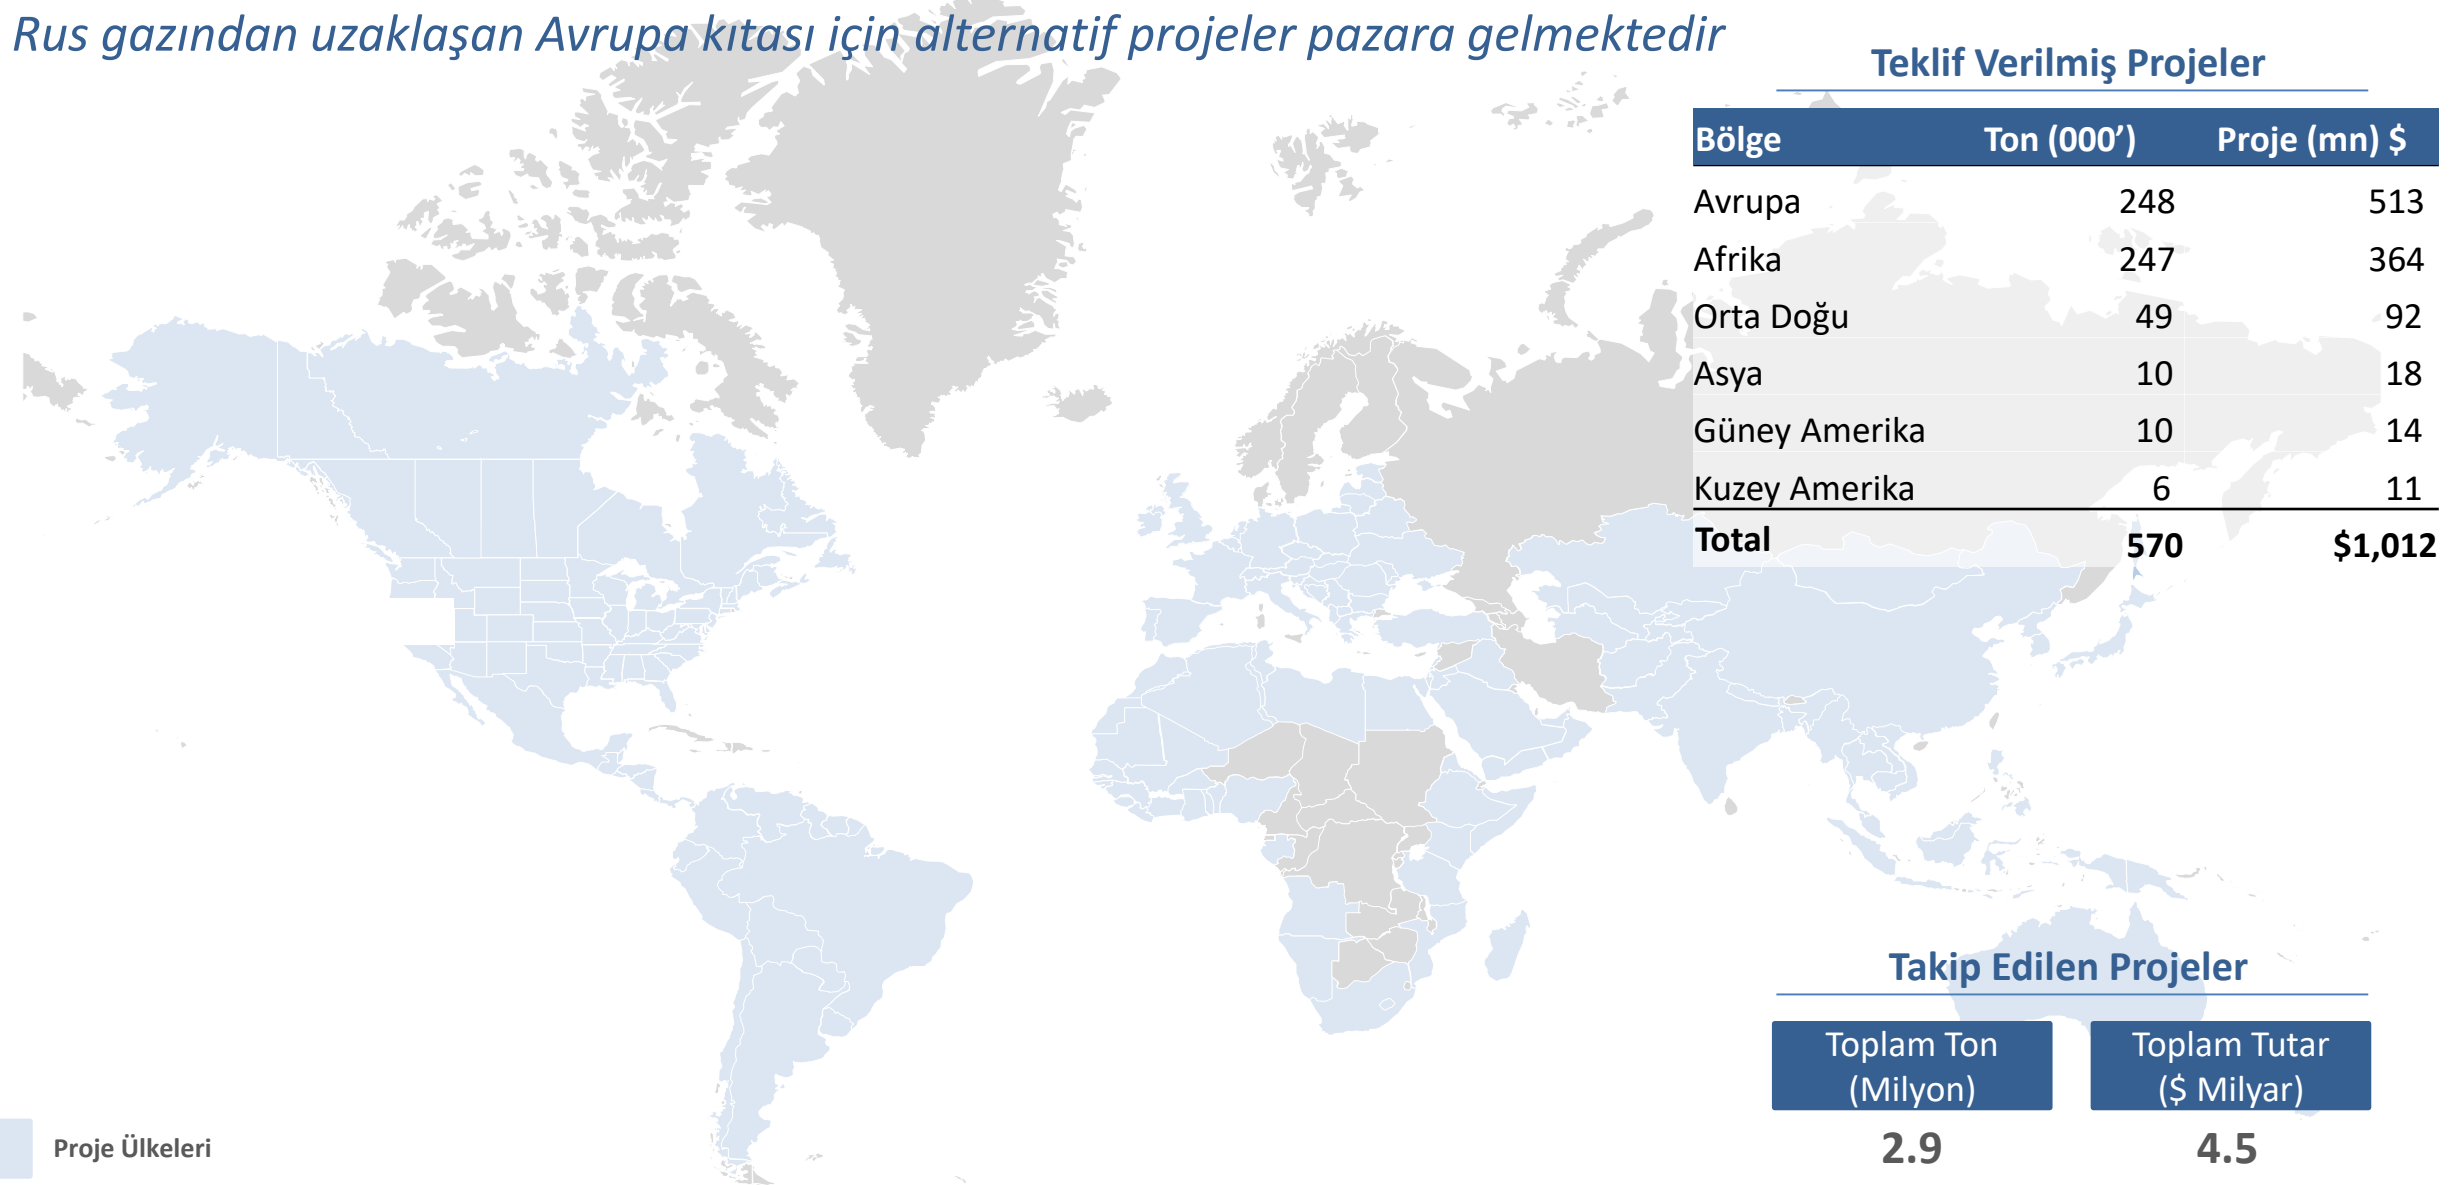 Rus gazından uzaklaşan Avrupa kıtası için alternatif projeler pazara gelmektedir
Teklif Verilmiş Projeler
Bölge Ton (000’) Proje (mn) $
Avrupa 248 513
Afrika 247 364
Orta Doğu 49 92
Asya 10 18
Güney Amerika 10 14
Kuzey Amerika 6 11
Total 570 $1,012
Takip Edilen Projeler
Toplam Ton
(Milyon)
2.9
Toplam Tutar
($ Milyar)
4.5
Proje Ülkeleri